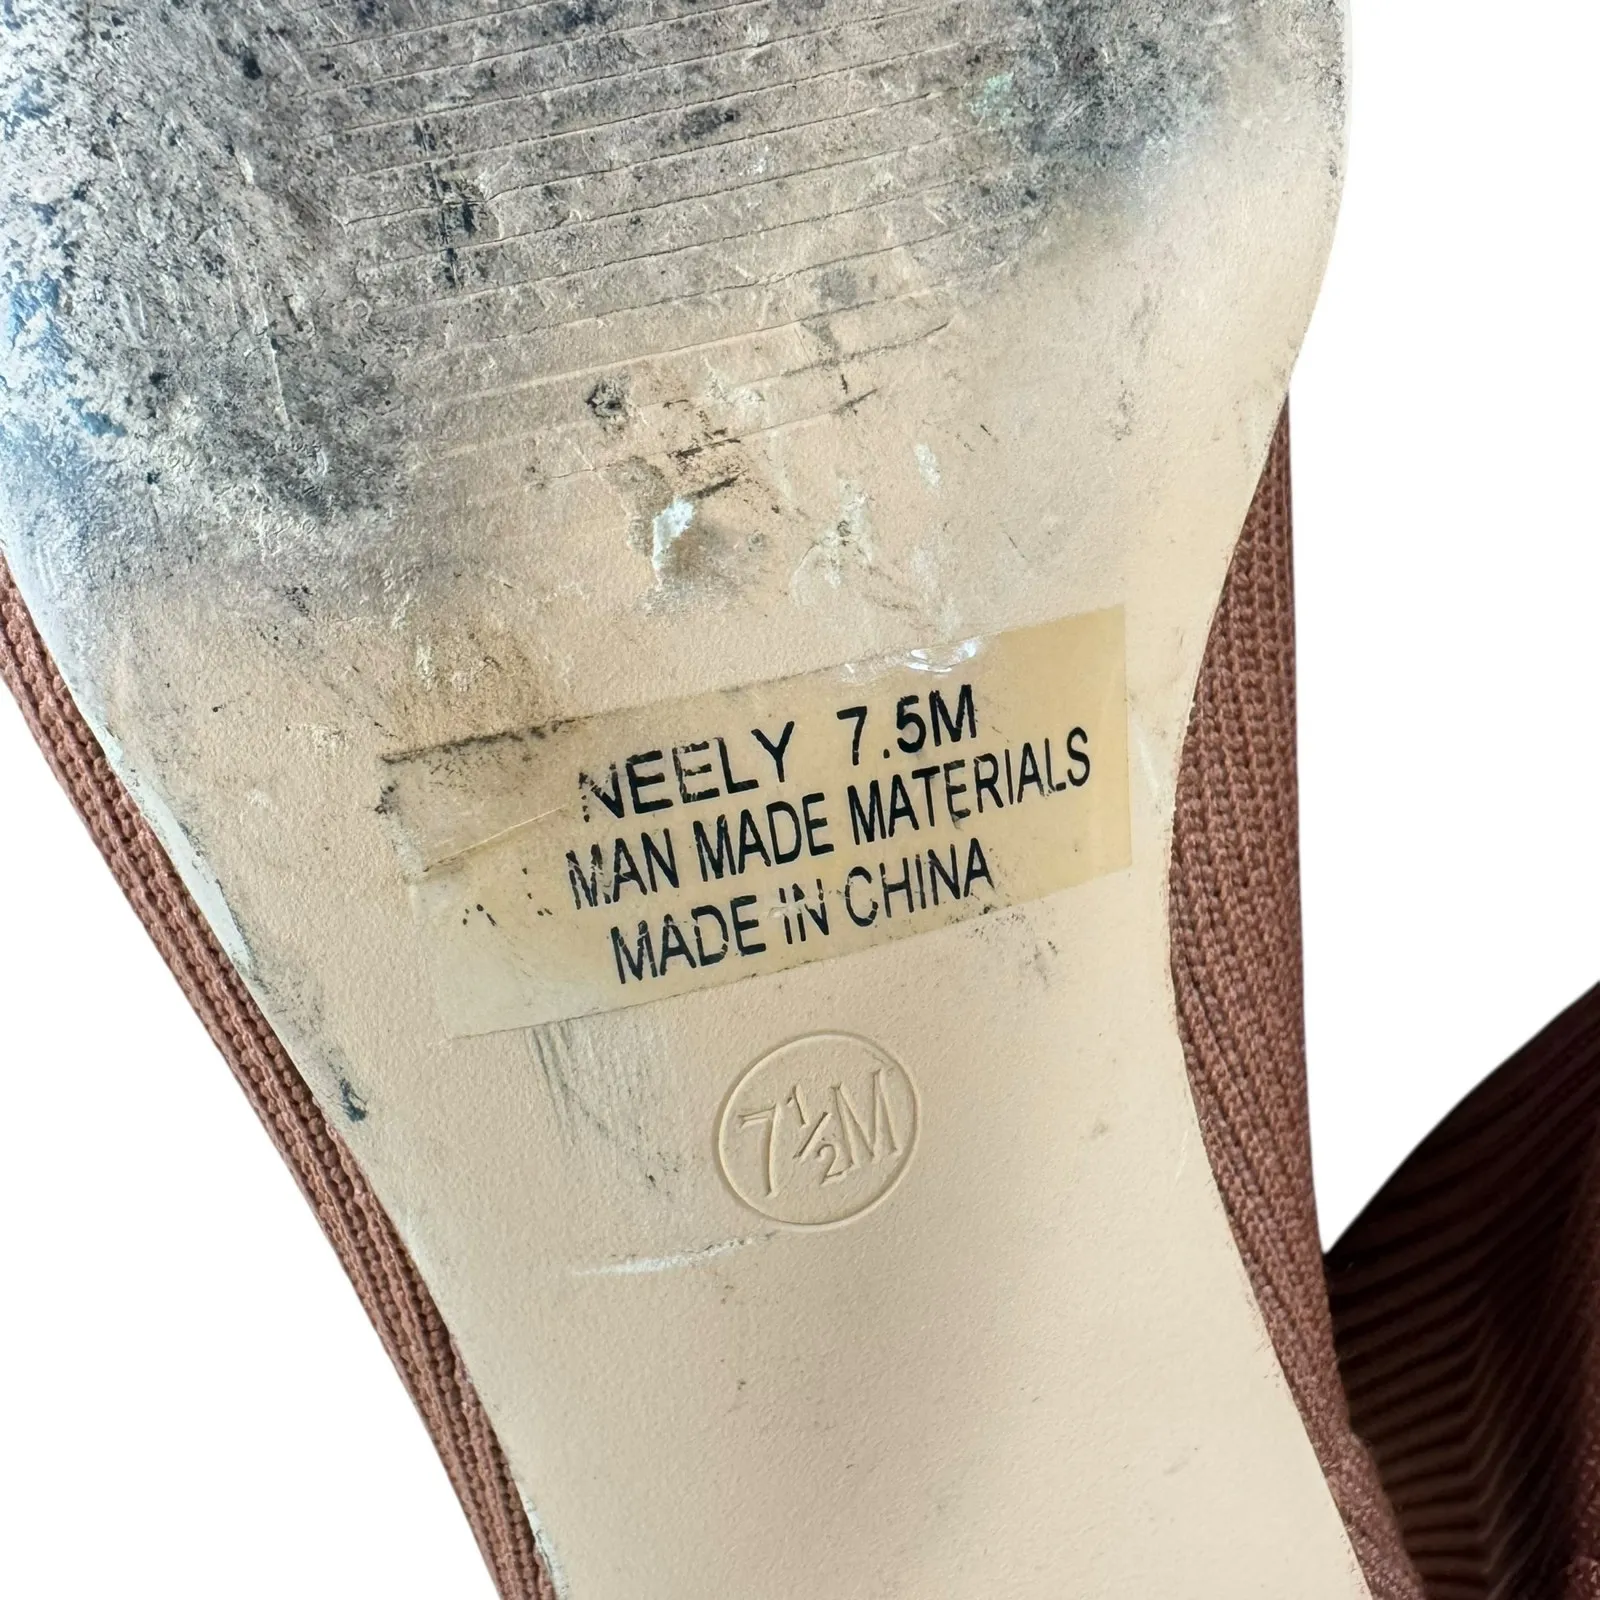 NEELY 7.5M
MAN MADE MATERIALS
MADE IN CHINA
7½M